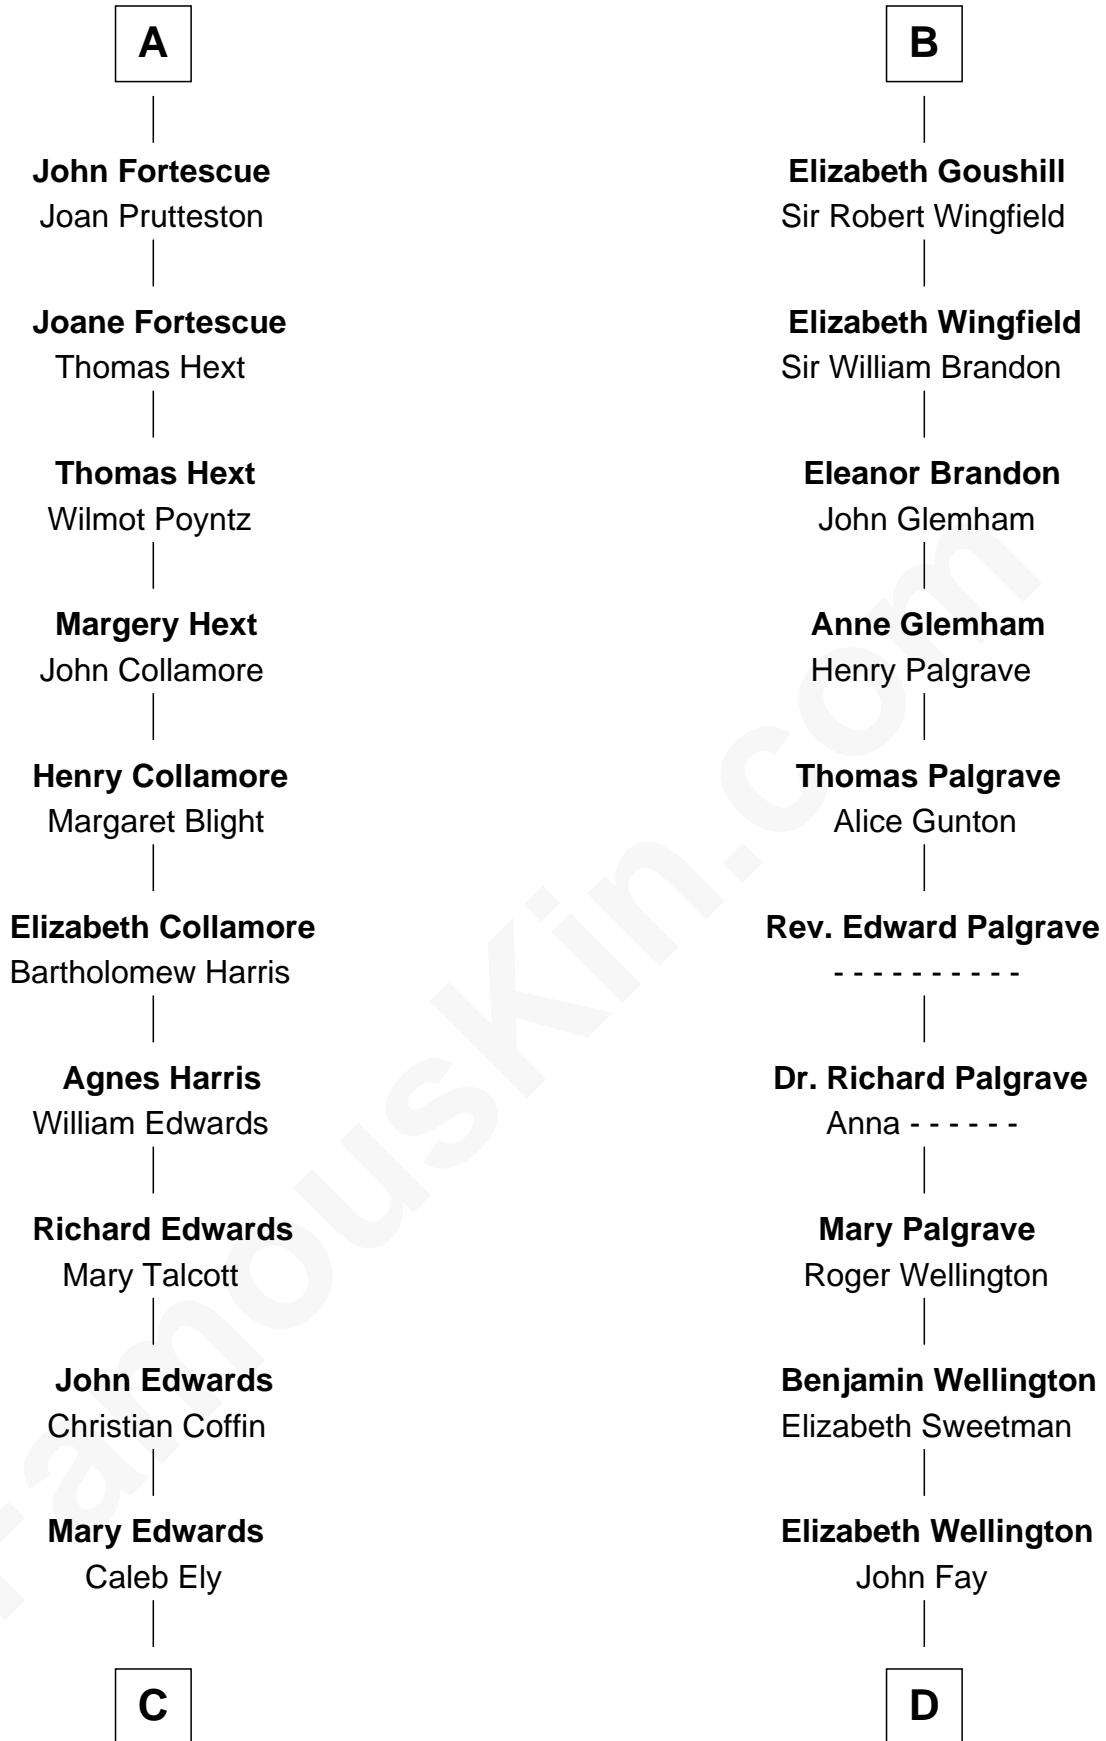 A
John Fortescue
Joan Prutteston
Joane Fortescue
Thomas Hext
Thomas Hext
Wilmot Poyntz
Margery Hext
John Collamore
Henry Collamore
Margaret Blight
Elizabeth Collamore
Bartholomew Harris
Agnes Harris
William Edwards
Richard Edwards
Mary Talcott
John Edwards
Christian Coffin
Mary Edwards
Caleb Ely
C
B
Elizabeth Goushill
Sir Robert Wingfield
Elizabeth Wingfield
Sir William Brandon
Eleanor Brandon
John Glemham
Anne Glemham
Henry Palgrave
Thomas Palgrave
Alice Gunton
Rev. Edward Palgrave
- - - - - - - - - -
Dr. Richard Palgrave
Anna - - - - - -
Mary Palgrave
Roger Wellington
Benjamin Wellington
Elizabeth Sweetman
Elizabeth Wellington
John Fay
D
FamousKin.com